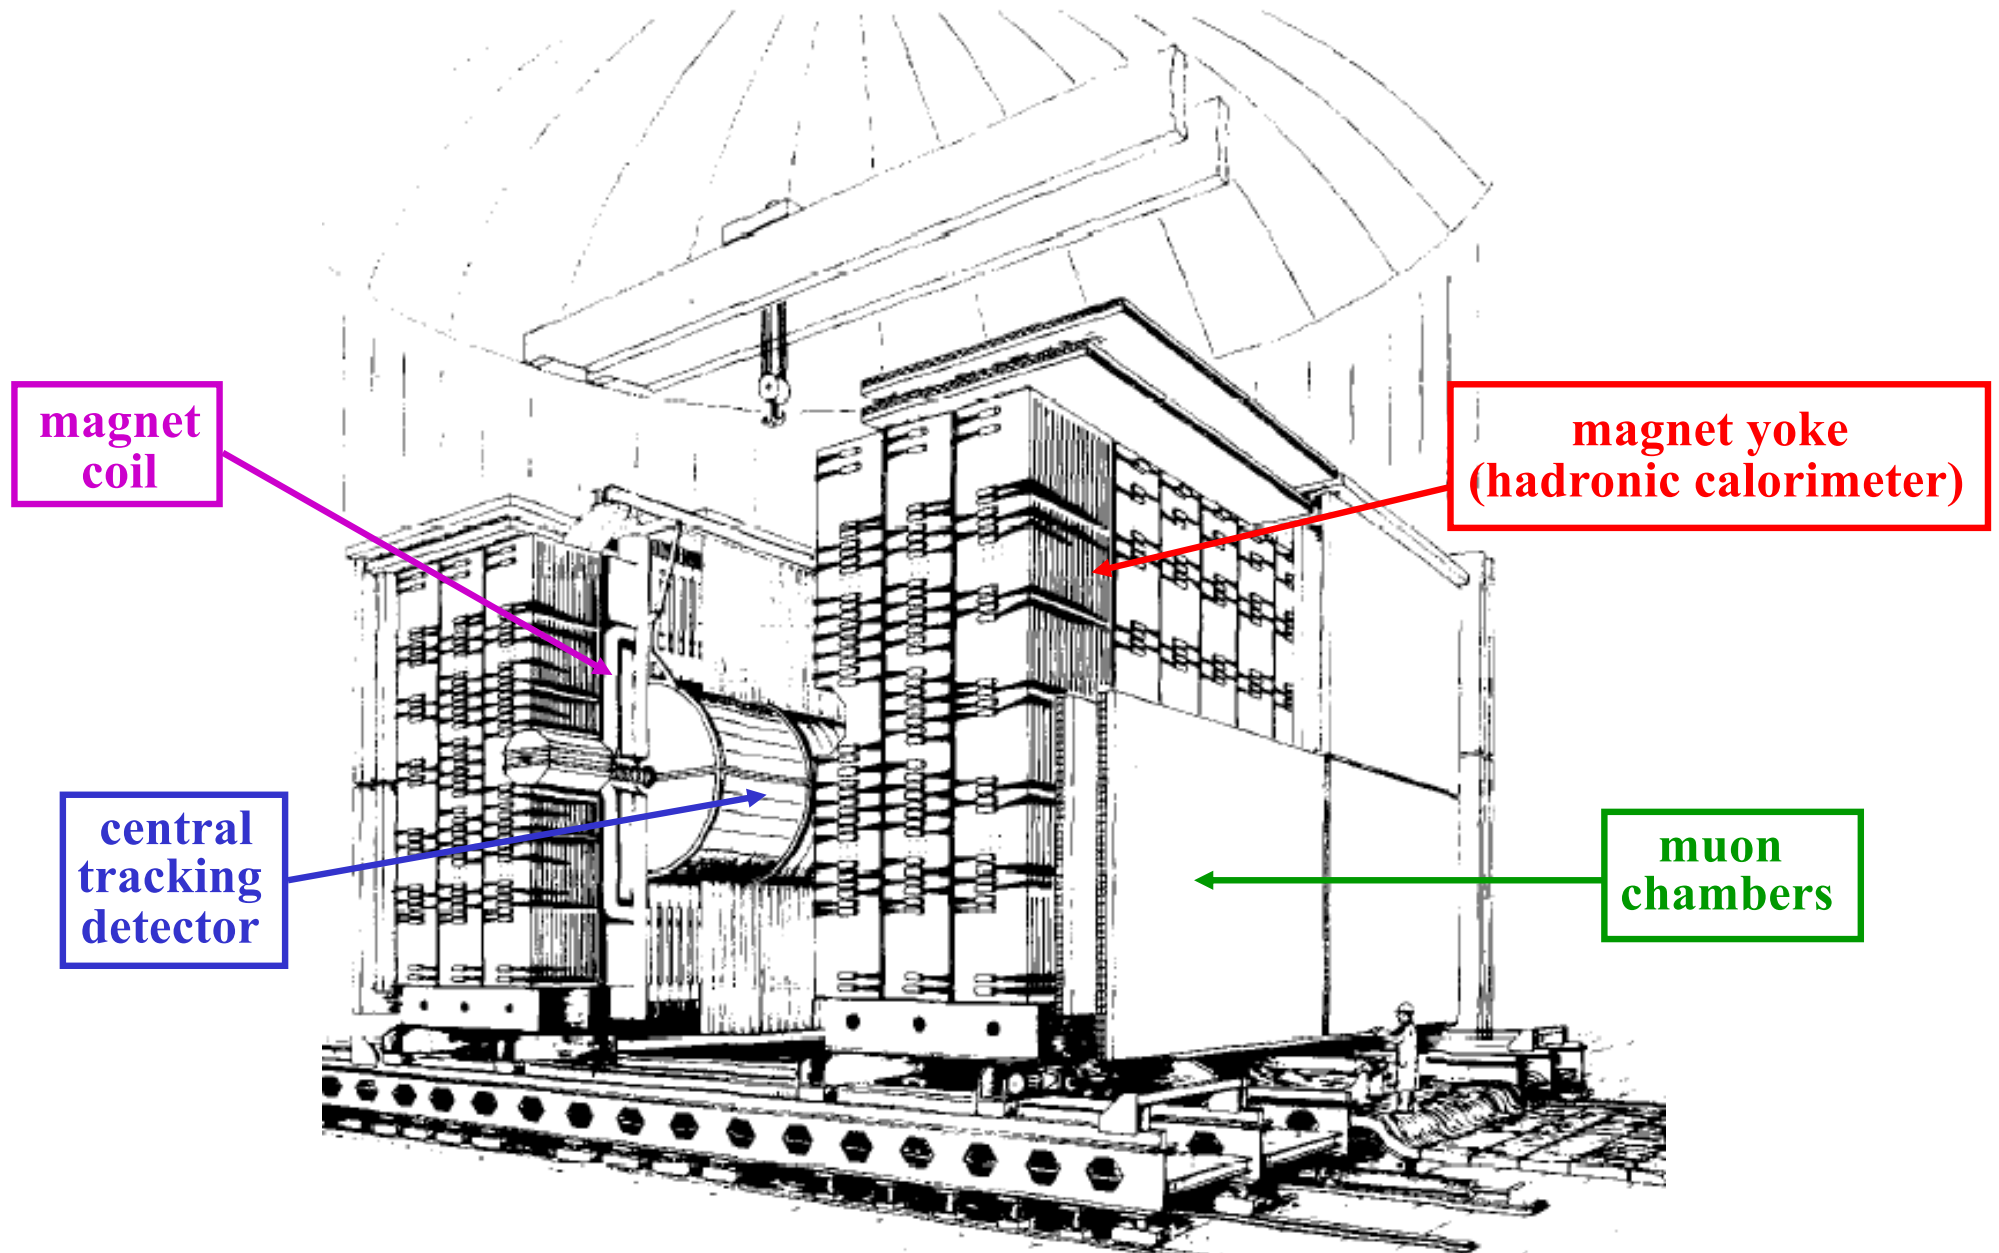 magnet
coil
magnet yoke
(hadronic calorimeter)
central
tracking
detector
muon
chambers